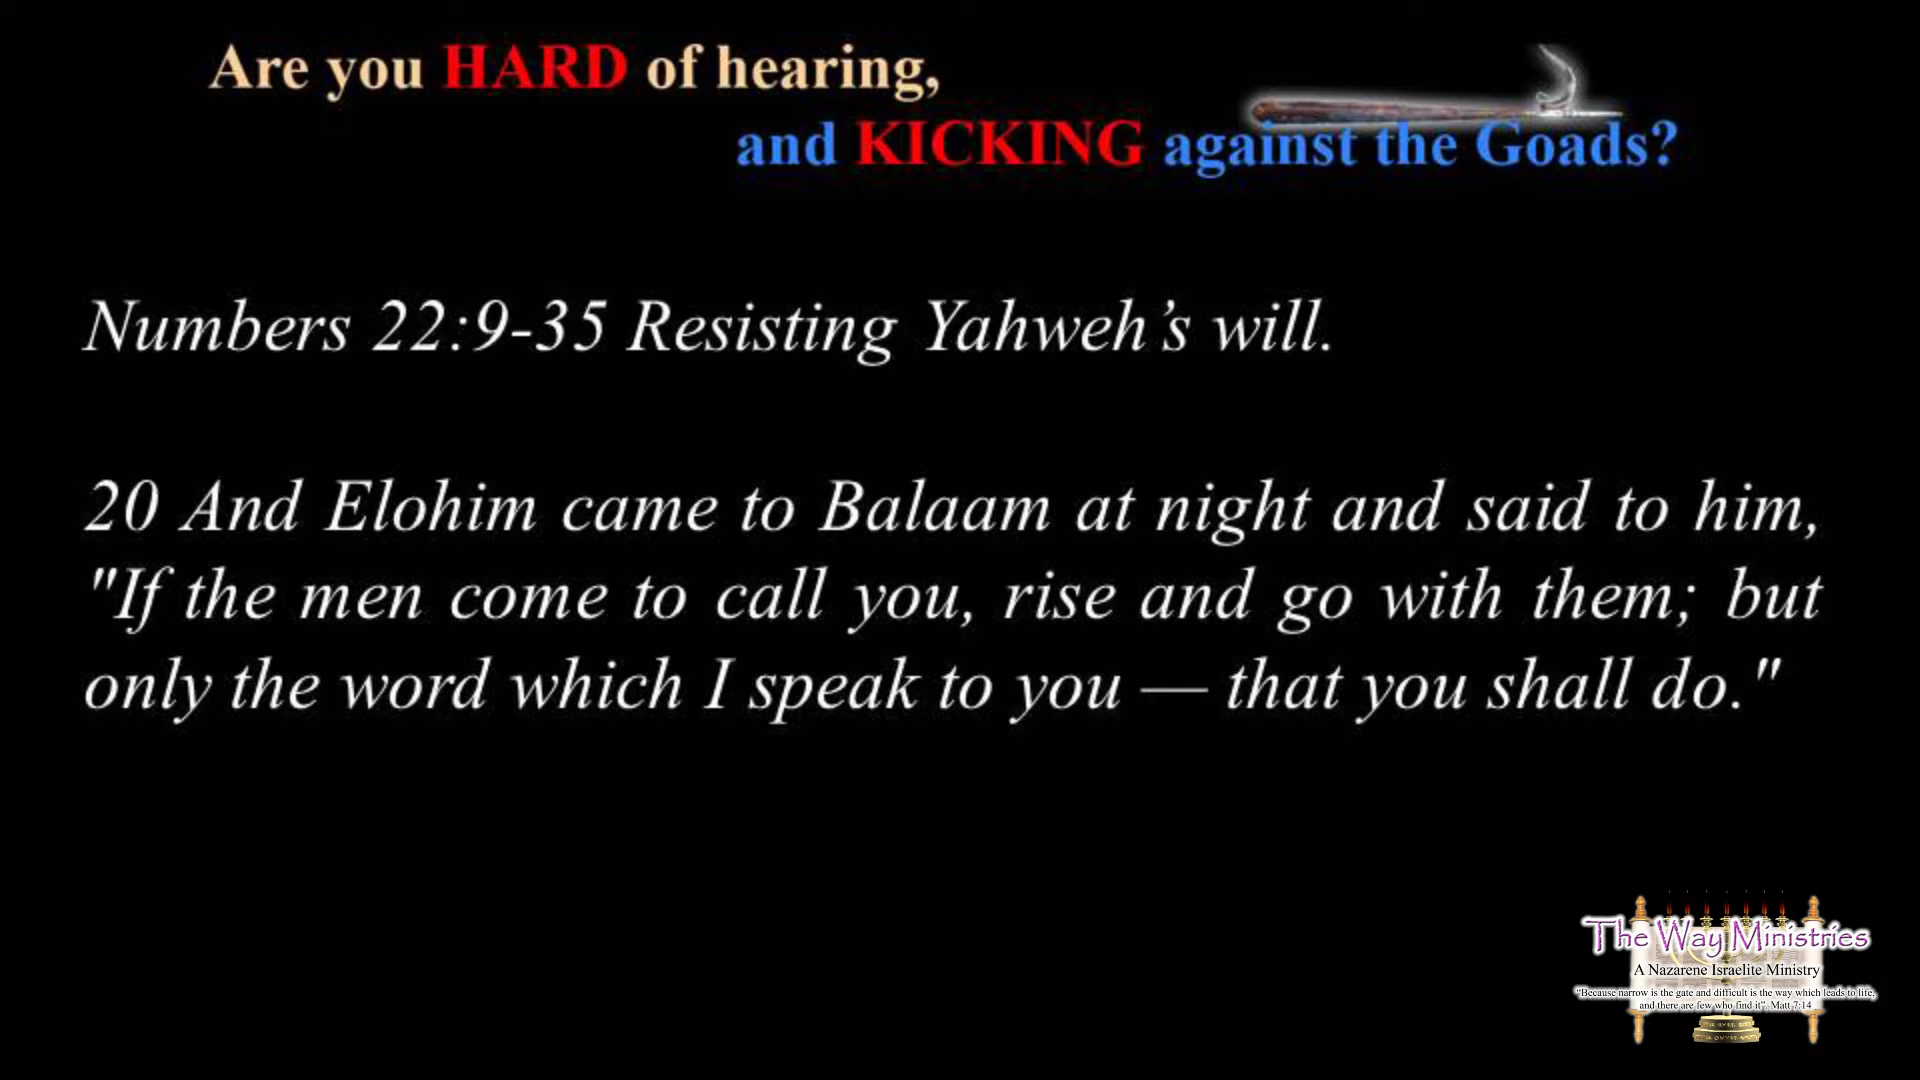 Are you HARD of hearing,
and KICKING against the Goads?
Numbers 22:9-35 Resisting Yahweh’s will.
20 And Elohim came to Balaam at night and said to him,
"If the men come to call you, rise and go with them; but
only the word which I speak to you — that you shall do."
The Way Ministries
A Nazarene Israelite Ministry
"Because narrow is the gate and difficult is the way which leads to life,
and there are few who find it". Matt 7:14